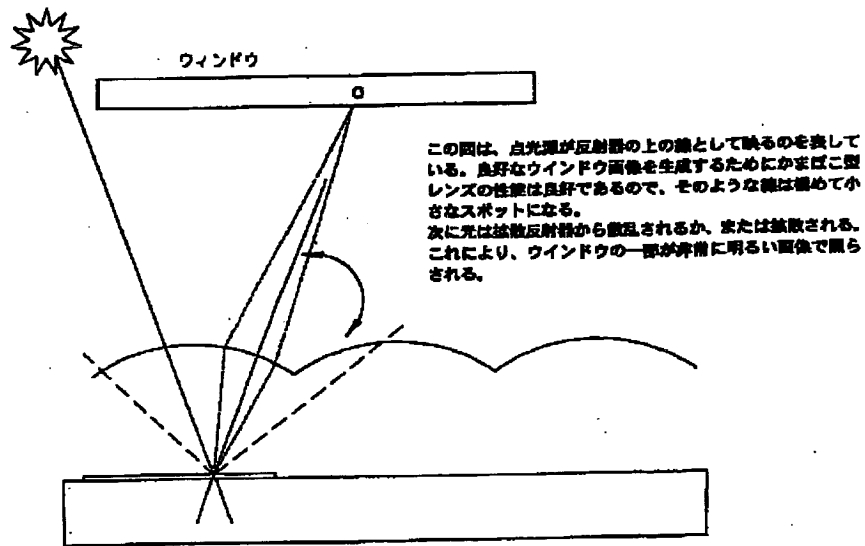 ウィンドウ
この図は、点光源が反射器の上の線として映るのを表して
いる。良好なウインドウ画像を生成するためにかまぼこ型
レンズの性能は良好であるので、そのような線は極めて小
さなスポットになる。
次に光は拡散反射器から散乱されるか、または拡散される。
これにより、ウインドウの一部が非常に明るい画像で照ら
される。